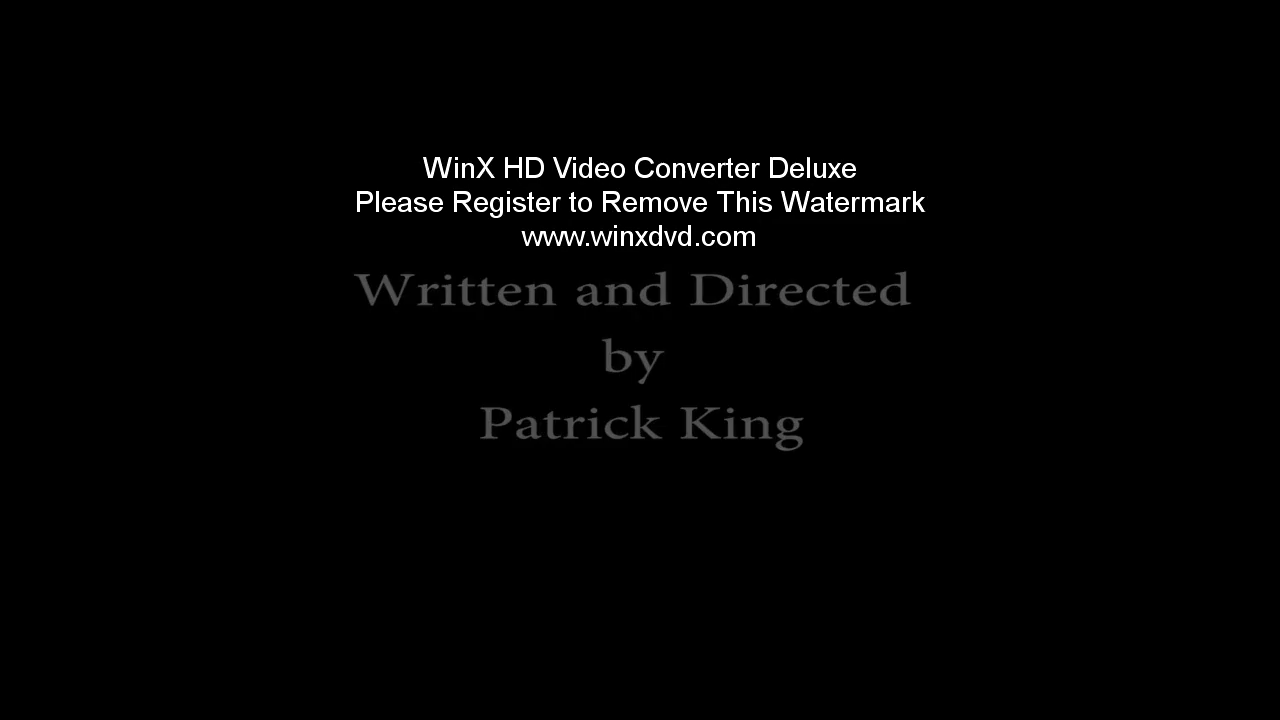 WinX HD Video Converter Deluxe
Please Register to Remove This Watermark
www.winxdvd.com
Written and Directed
by
Patrick King